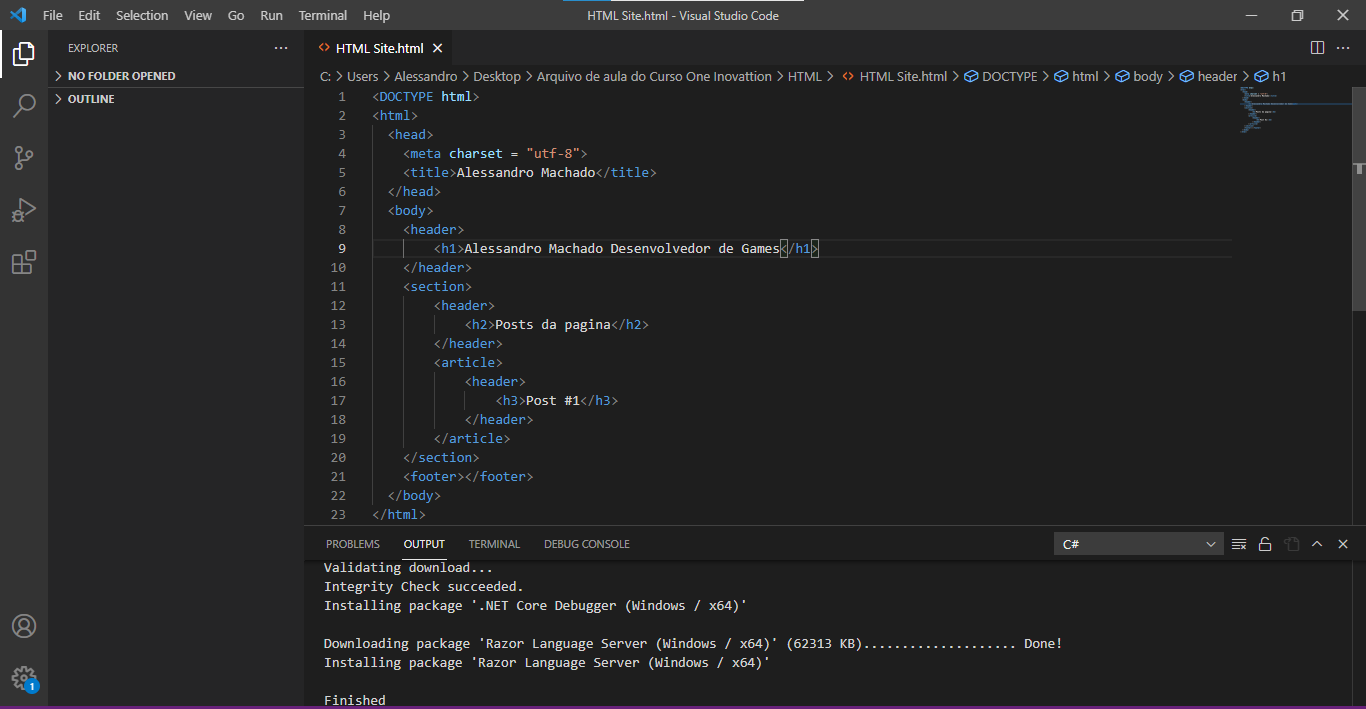 File Edit Selection View Go Run Terminal Help HTML Site.html - Visual Studio Code
EXPLORER
NO FOLDER OPENED
OUTLINE
HTML Site.html
C: > Users > Alessandro > Desktop > Arquivo de aula do Curso One Inovattion > HTML > HTML Site.html > DOCTYPE > html > body > header > h1
1 <DOCTYPE html>
2 <html>
3 <head>
4 <meta charset = "utf-8">
5 <title>Alessandro Machado</title>
6 </head>
7 <body>
8 <header>
9 <h1>Alessandro Machado Desenvolvedor de Games</h1>
10 </header>
11 <section>
12 <header>
13 <h2>Posts da pagina</h2>
14 </header>
15 <article>
16 <header>
17 <h3>Post #1</h3>
18 </header>
19 </article>
20 </section>
21 <footer></footer>
22 </body>
23 </html>
PROBLEMS OUTPUT TERMINAL DEBUG CONSOLE C#
Validating download...
Integrity Check succeeded.
Installing package '.NET Core Debugger (Windows / x64)'
Downloading package 'Razor Language Server (Windows / x64)' (62313 KB).................... Done!
Installing package 'Razor Language Server (Windows / x64)'
Finished
1